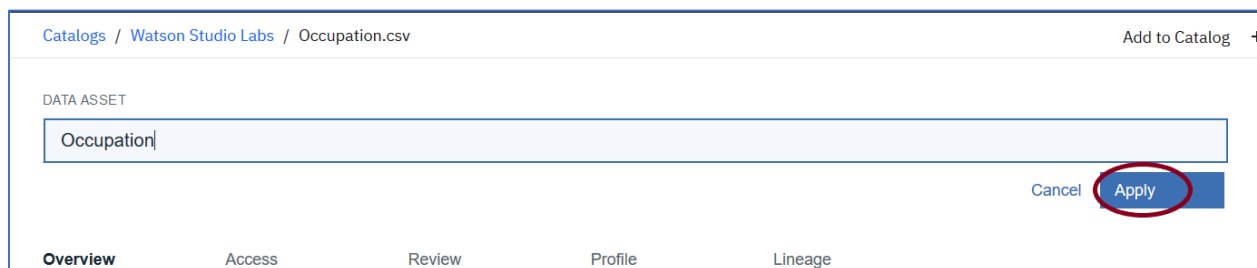 Catalogs / Watson Studio Labs / Occupation.csv Add to Catalog +
DATA ASSET
Occupation
Cancel Apply
Overview Access Review Profile Lineage